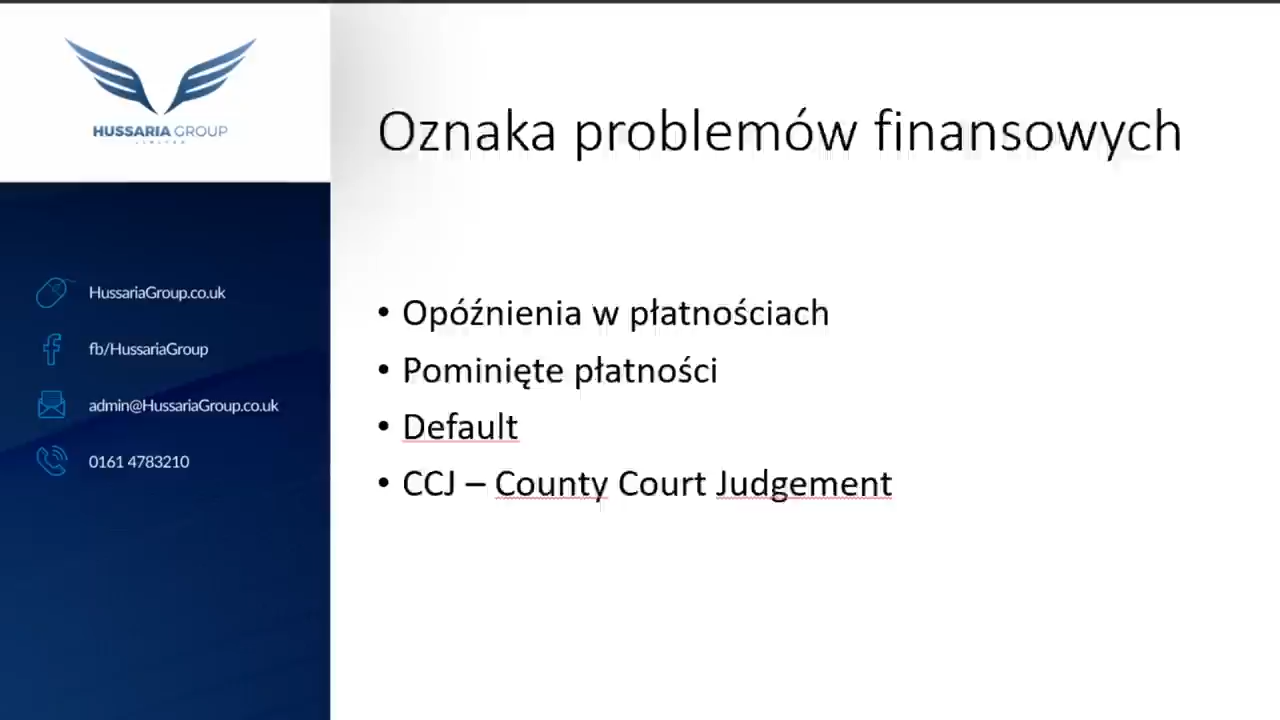 HUSSARIA GROUP
LIMITED
HussariaGroup.co.uk
fb/HussariaGroup
admin@HussariaGroup.co.uk
0161 4783210
Oznaka problemów finansowych
• Opóźnienia w płatnościach
• Pominięte płatności
• Default
• CCJ – County Court Judgement